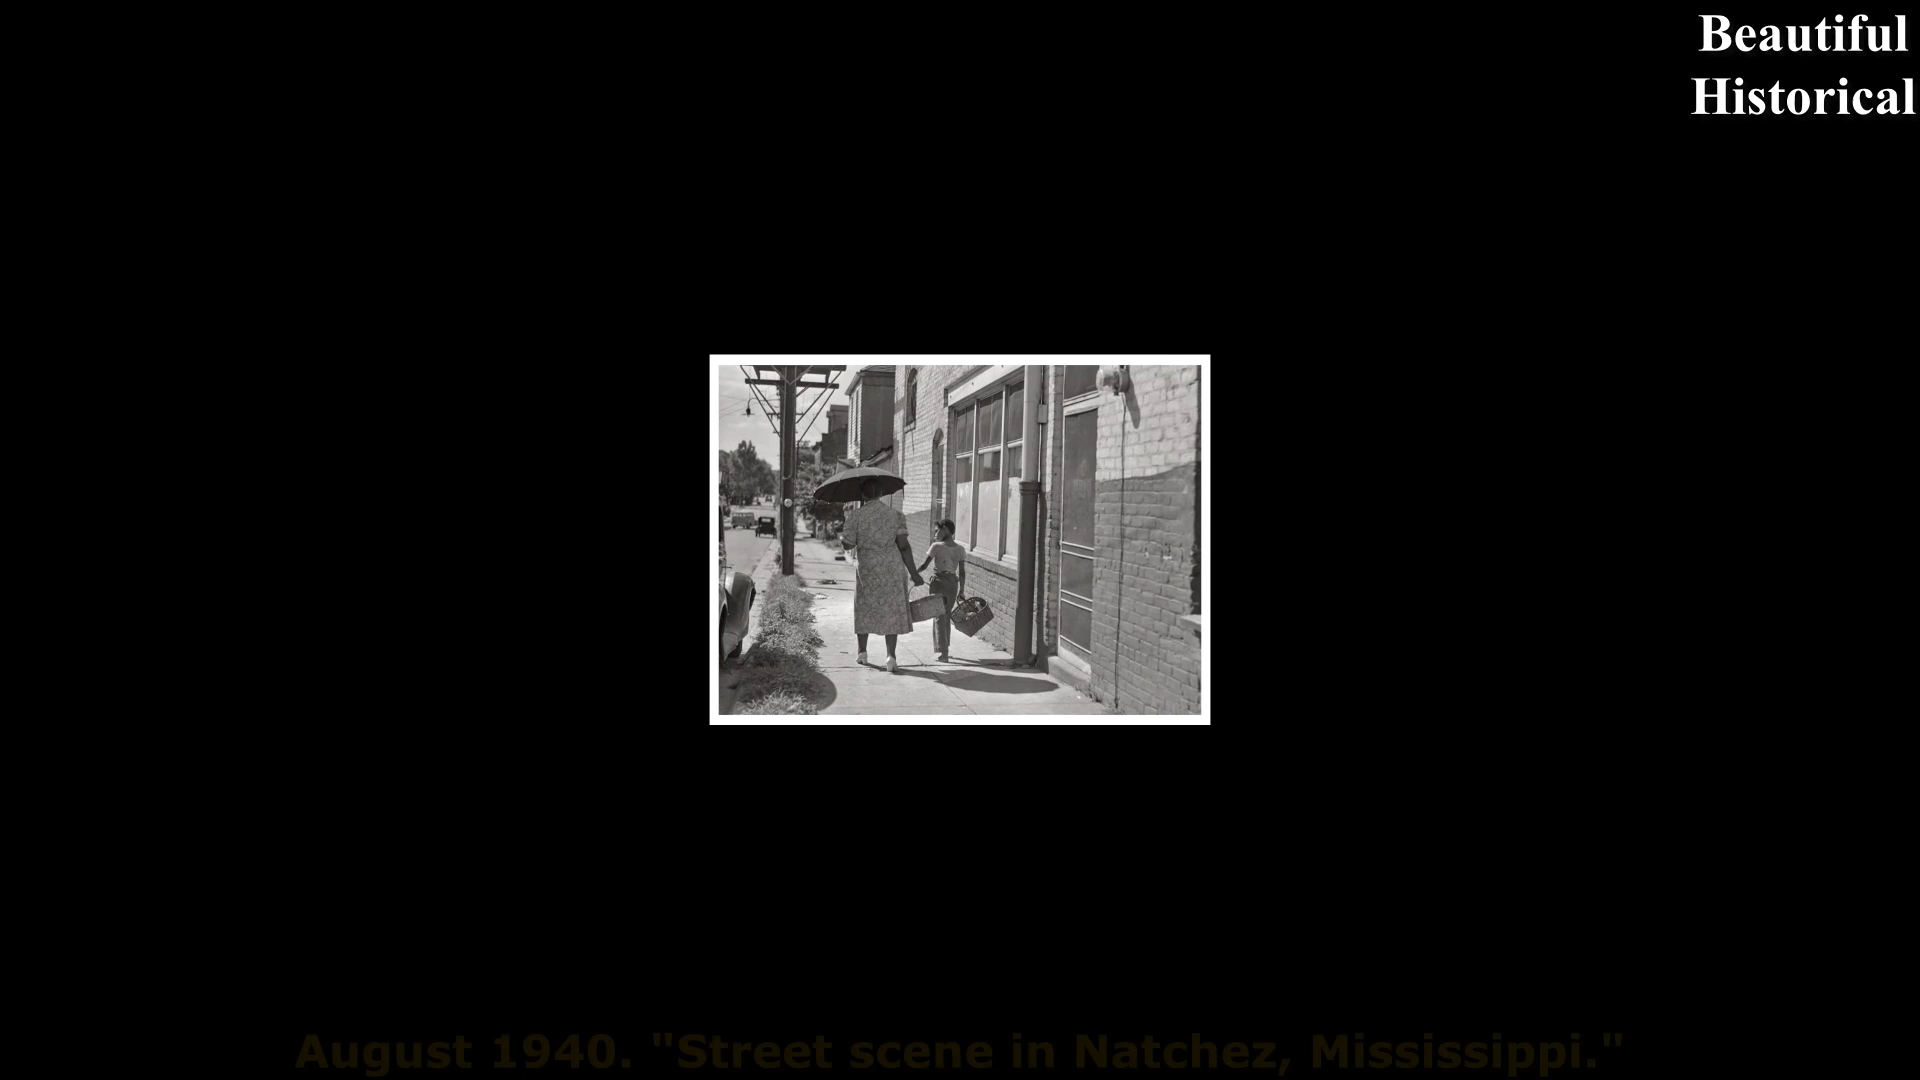 Beautiful
Historical
August 1940. "Street scene in Natchez, Mississippi."